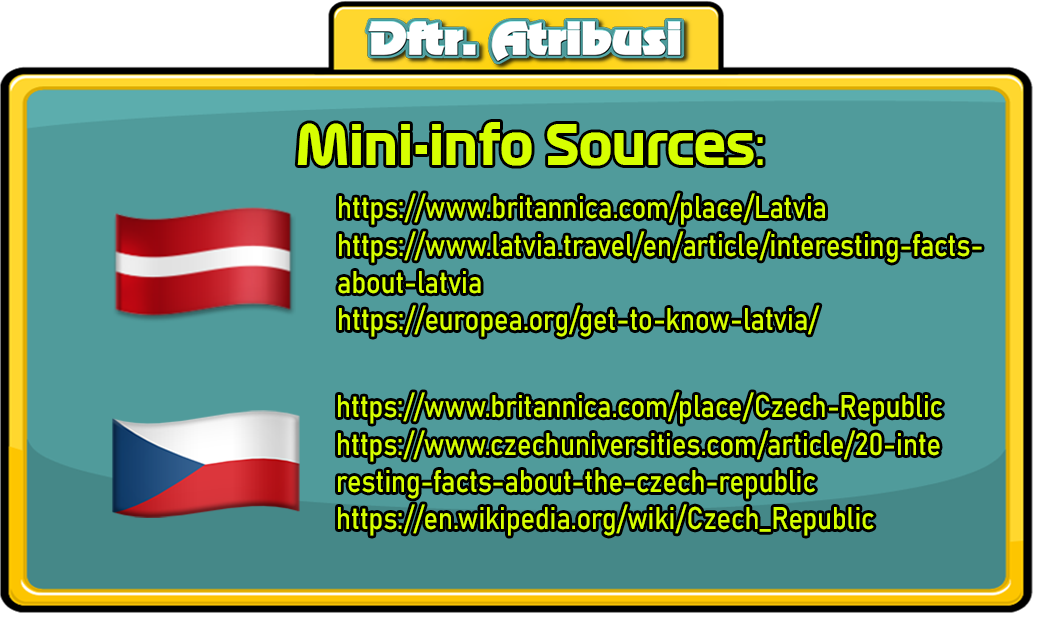 Dftr. Atribusi
Mini-info Sources:
https://www.britannica.com/place/Latvia
https://www.latvia.travel/en/article/interesting-facts-
about-latvia
https://europea.org/get-to-know-latvia/
https://www.britannica.com/place/Czech-Republic
https://www.czechuniversities.com/article/20-inte
resting-facts-about-the-czech-republic
https://en.wikipedia.org/wiki/Czech_Republic